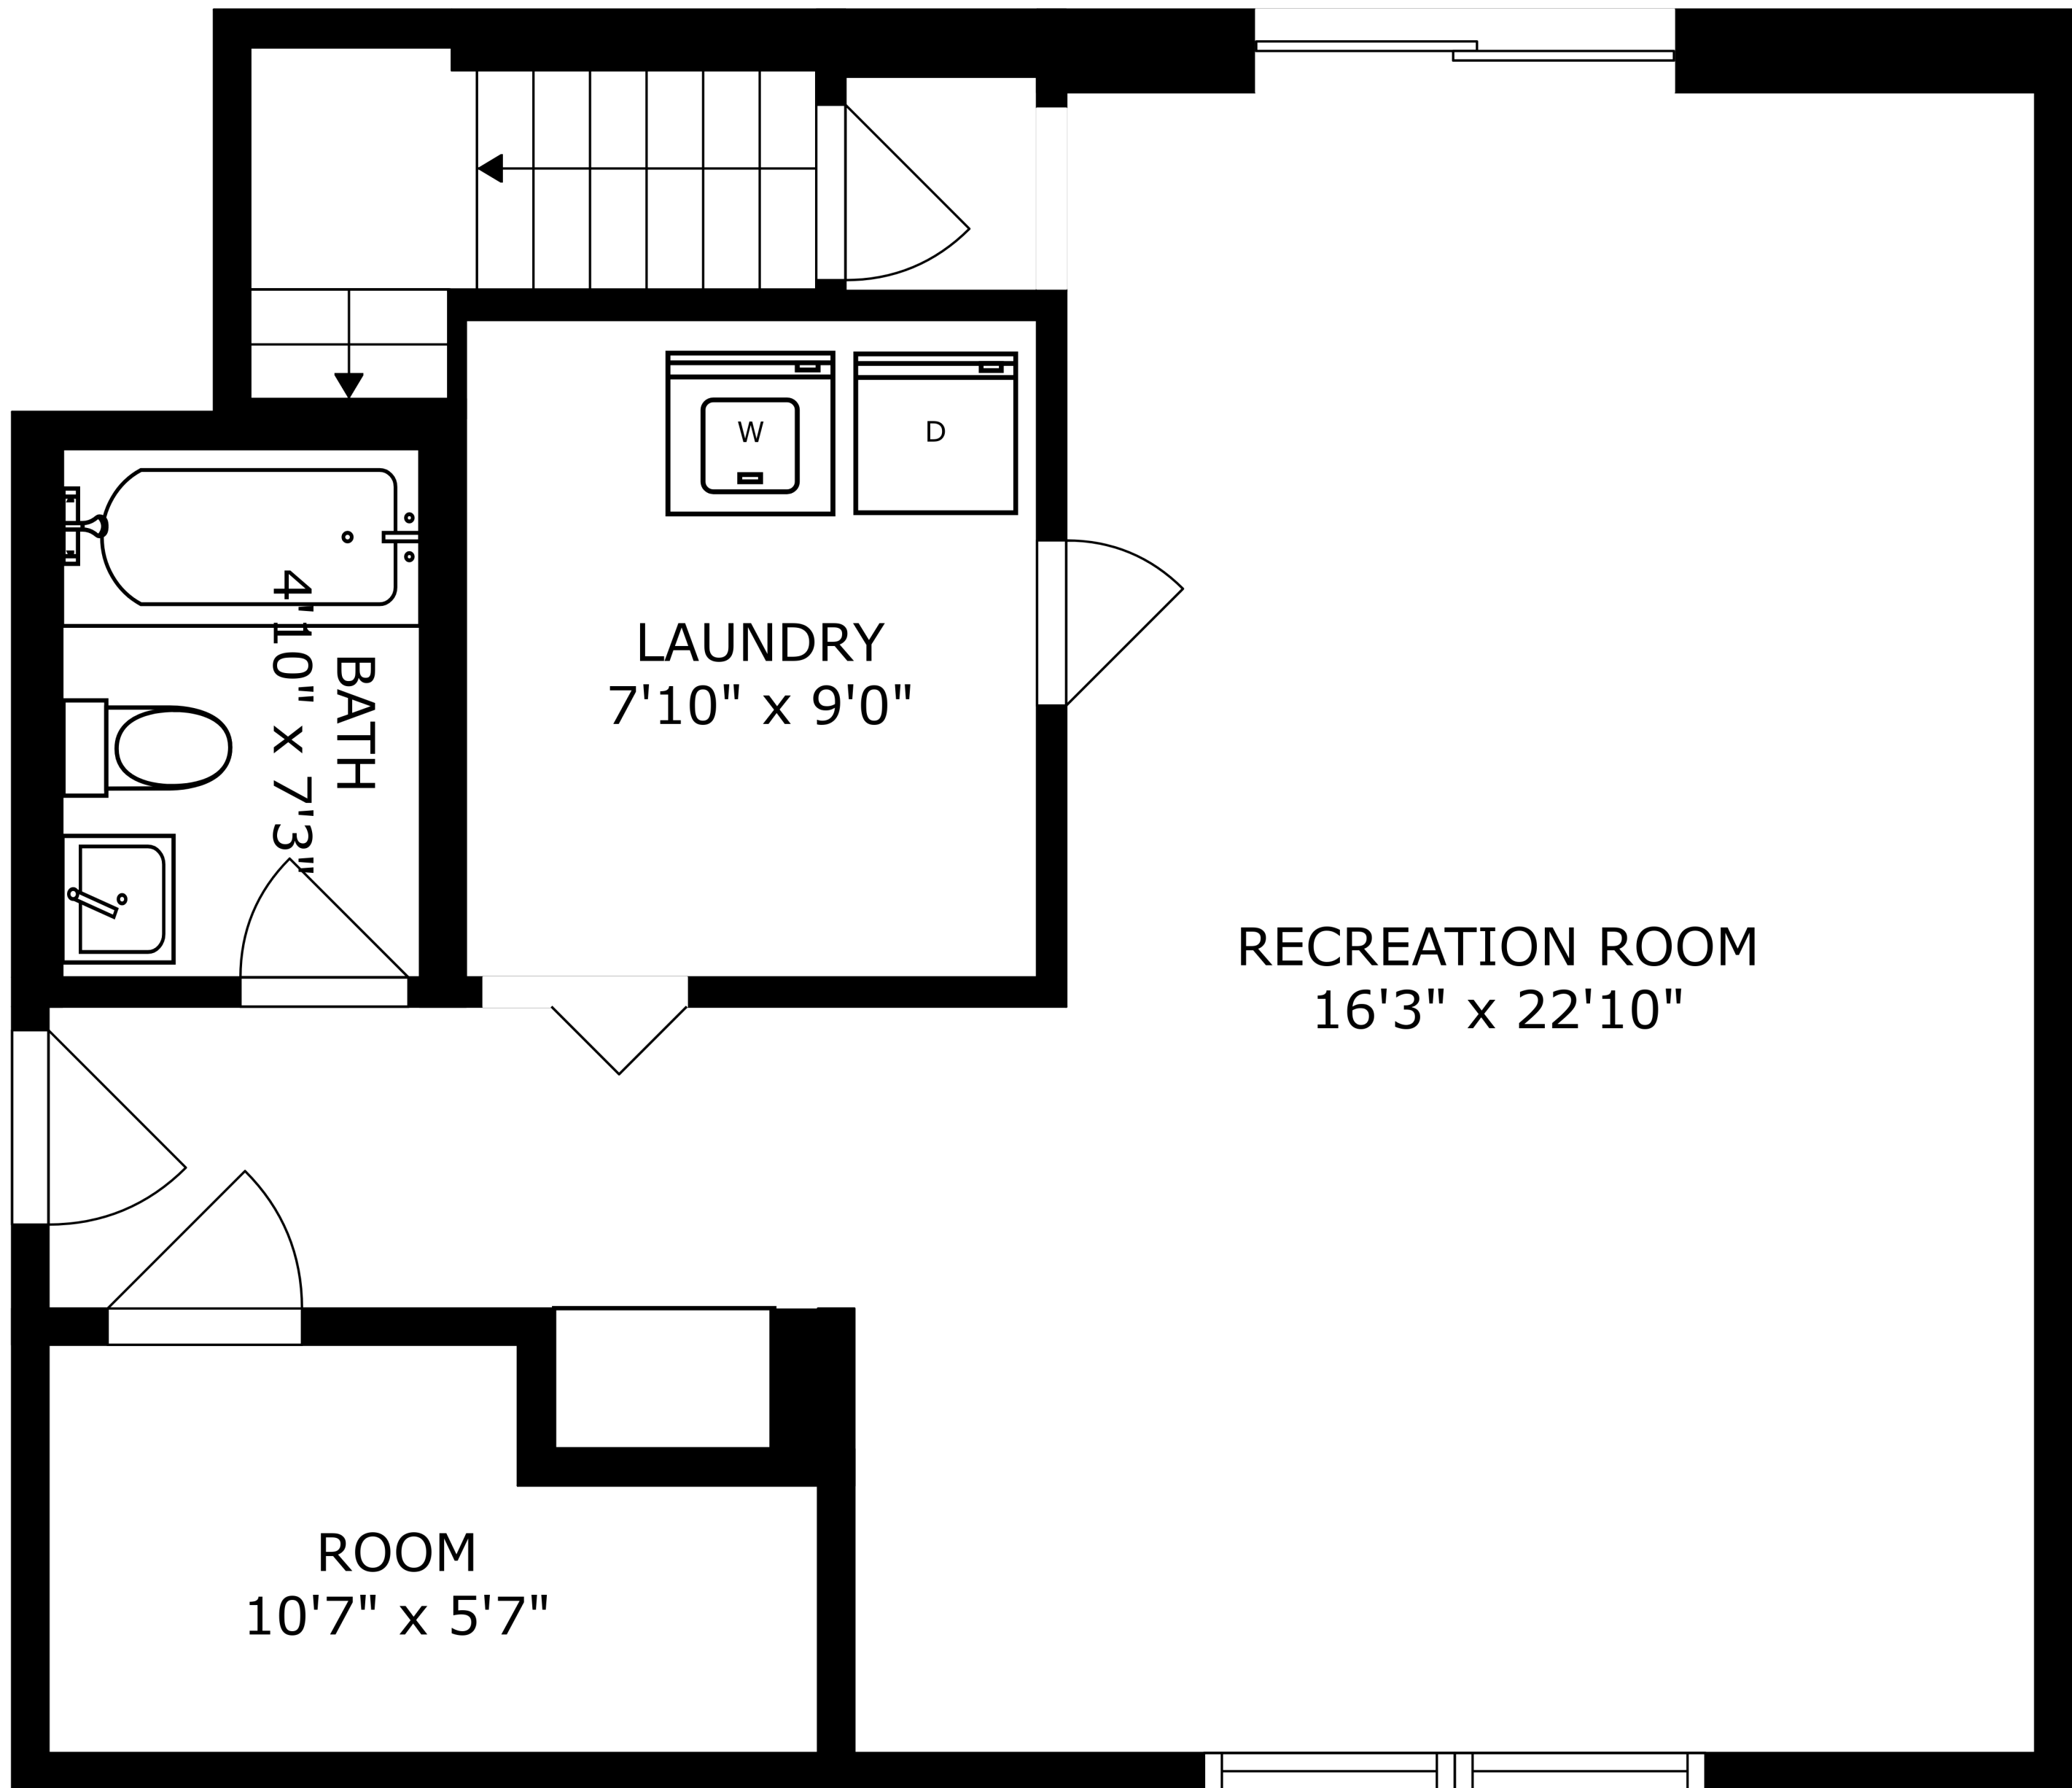 W
D
LAUNDRY
7'10" x 9'0"
BATH
4'10" x 7'3"
RECREATION ROOM
16'3" x 22'10"
ROOM
10'7" x 5'7"